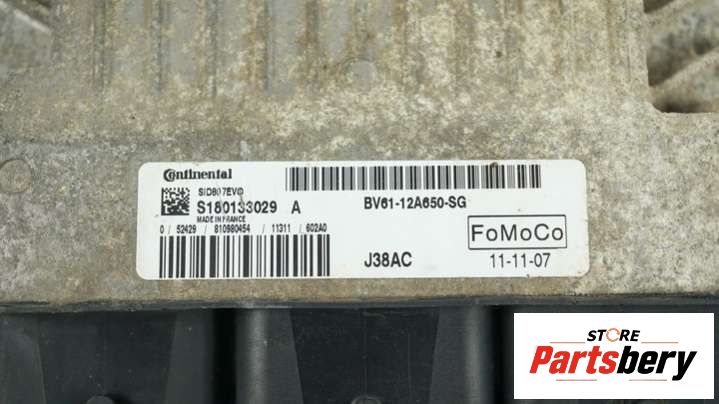 Continental
SID807EVO
S180133029 A
MADE IN FRANCE
0 / 52429 / 810980454 / 11311 / 602A0
BV61-12A650-SG
J38AC
FoMoCo
11-11-07
STORE
Partsbery